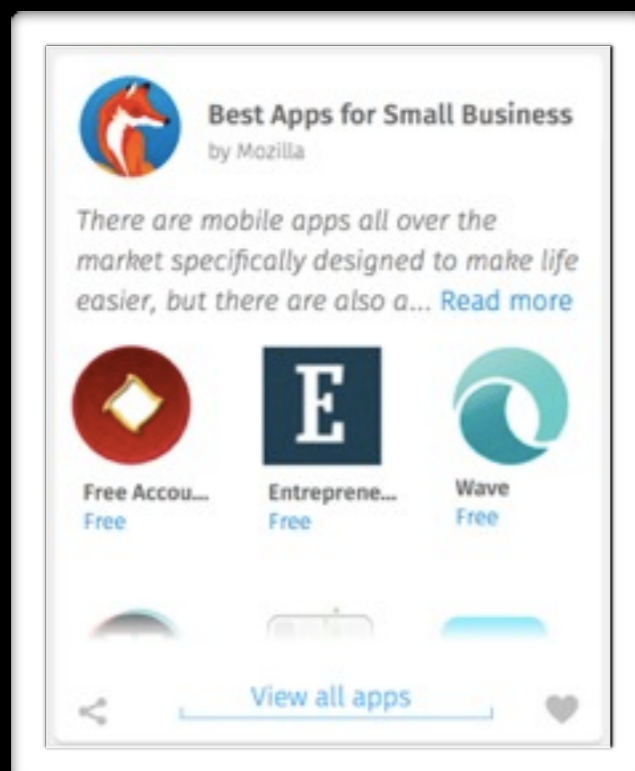 Best Apps for Small Business
by Mozilla
There are mobile apps all over the
market specifically designed to make life
easier, but there are also a... Read more
E
Free Accou...
Entreprene...
Wave
Free
Free
Free
View all apps